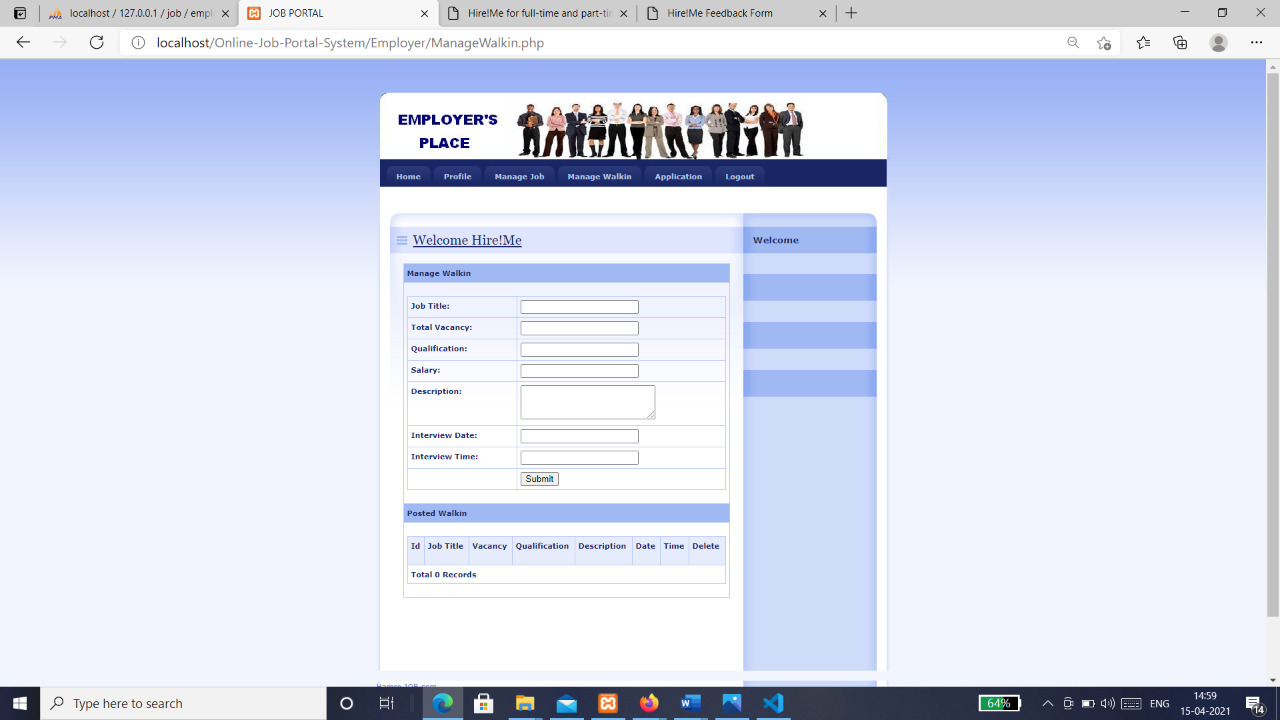 localhost / 127.0.0.1 / job / empl
JOB PORTAL
Hire!Me for full-time and part-tim
Hire!Me Feedback Form
localhost/Online-Job-Portal-System/Employer/ManageWalkin.php
EMPLOYER'S
PLACE
Home Profile Manage Job Manage Walkin Application Logout
Welcome Hire!Me
Welcome
Manage Walkin
Job Title:
Total Vacancy:
Qualification:
Salary:
Description:
Interview Date:
Interview Time:
Submit
Posted Walkin
Id Job Title Vacancy Qualification Description Date Time Delete
Total 0 Records
Type here to search
64%
ENG
14:59
15-04-2021
14